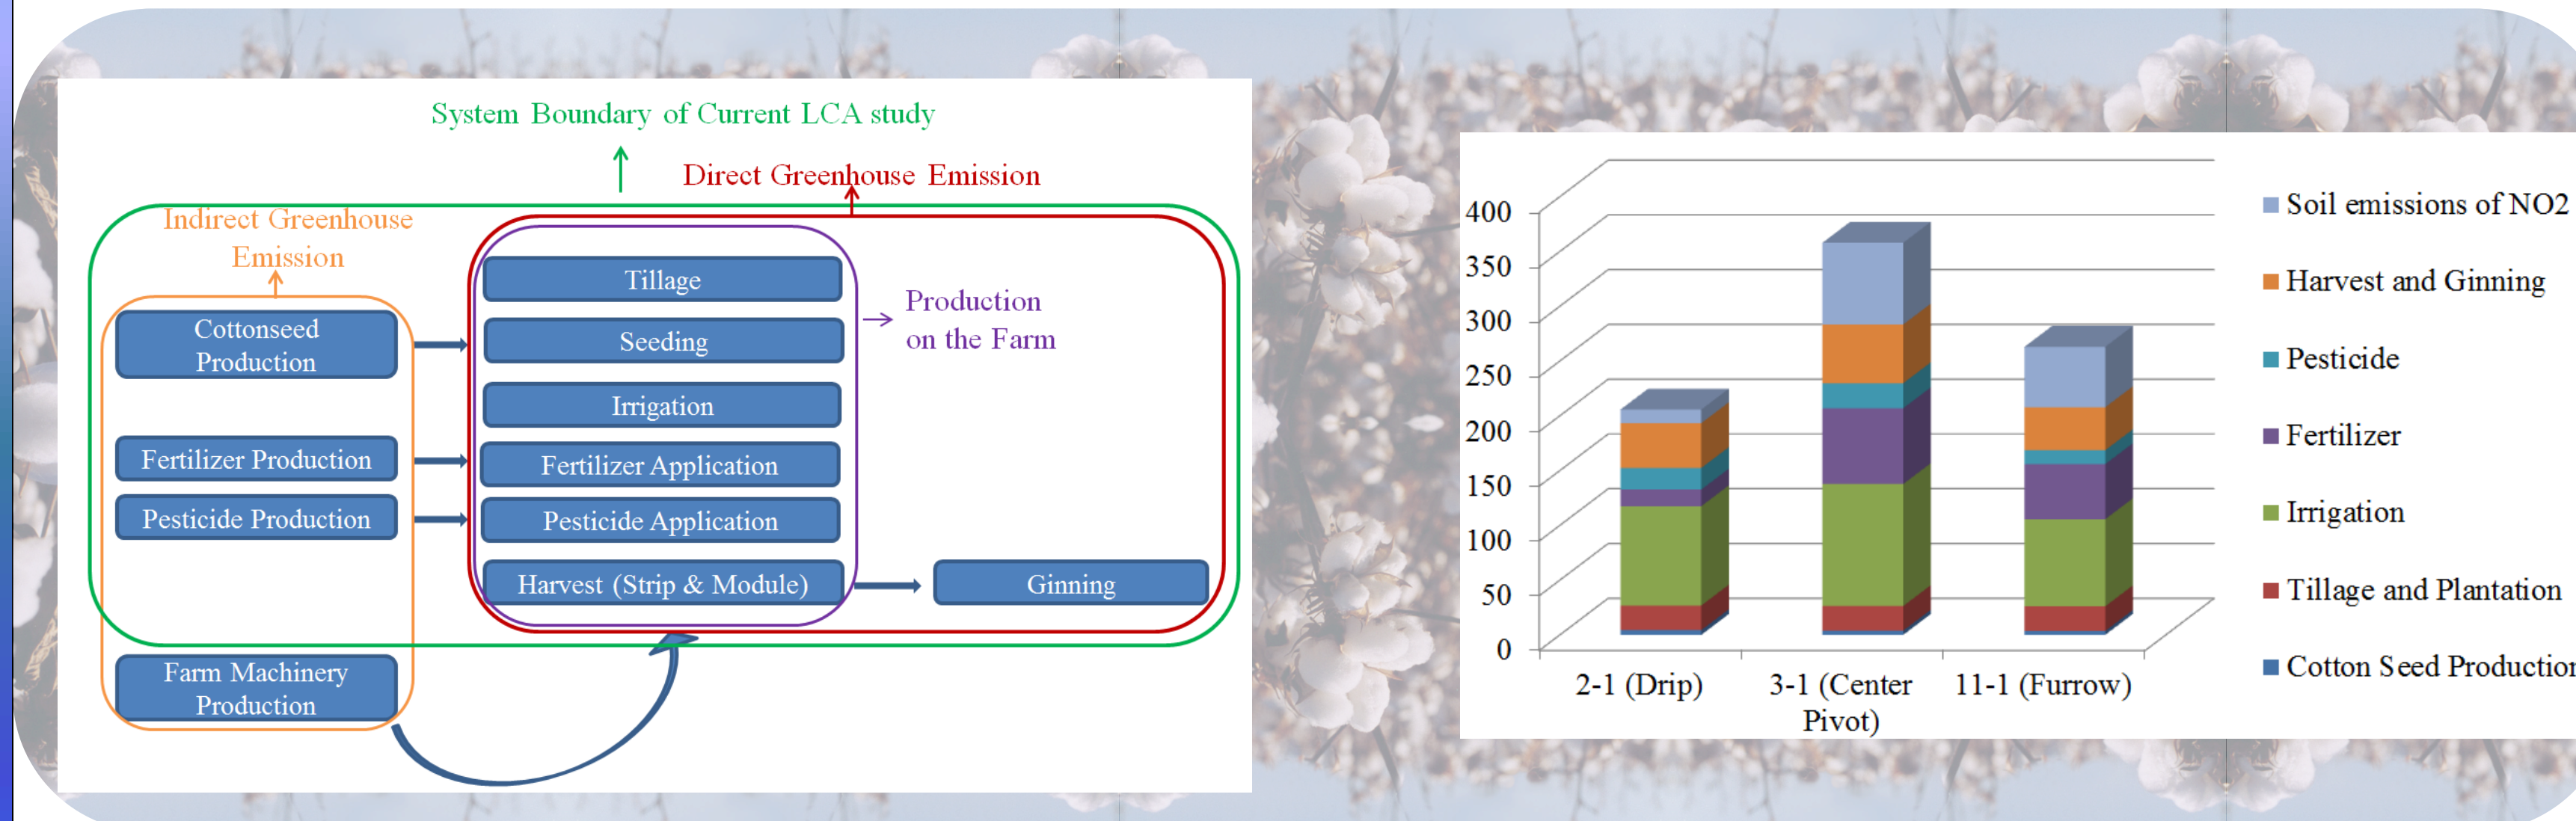 System Boundary of Current LCA study
Direct Greenhouse Emission
Indirect Greenhouse
Emission
Cottonseed
Production
Fertilizer Production
Pesticide Production
Farm Machinery
Production
Tillage
Seeding
Irrigation
Fertilizer Application
Pesticide Application
Harvest (Strip & Module)
Production
on the Farm
Ginning
400
350
300
250
200
150
100
50
0
2-1 (Drip)
3-1 (Center
Pivot)
11-1 (Furrow)
Soil emissions of NO2
Harvest and Ginning
Pesticide
Fertilizer
Irrigation
Tillage and Plantation
Cotton Seed Production